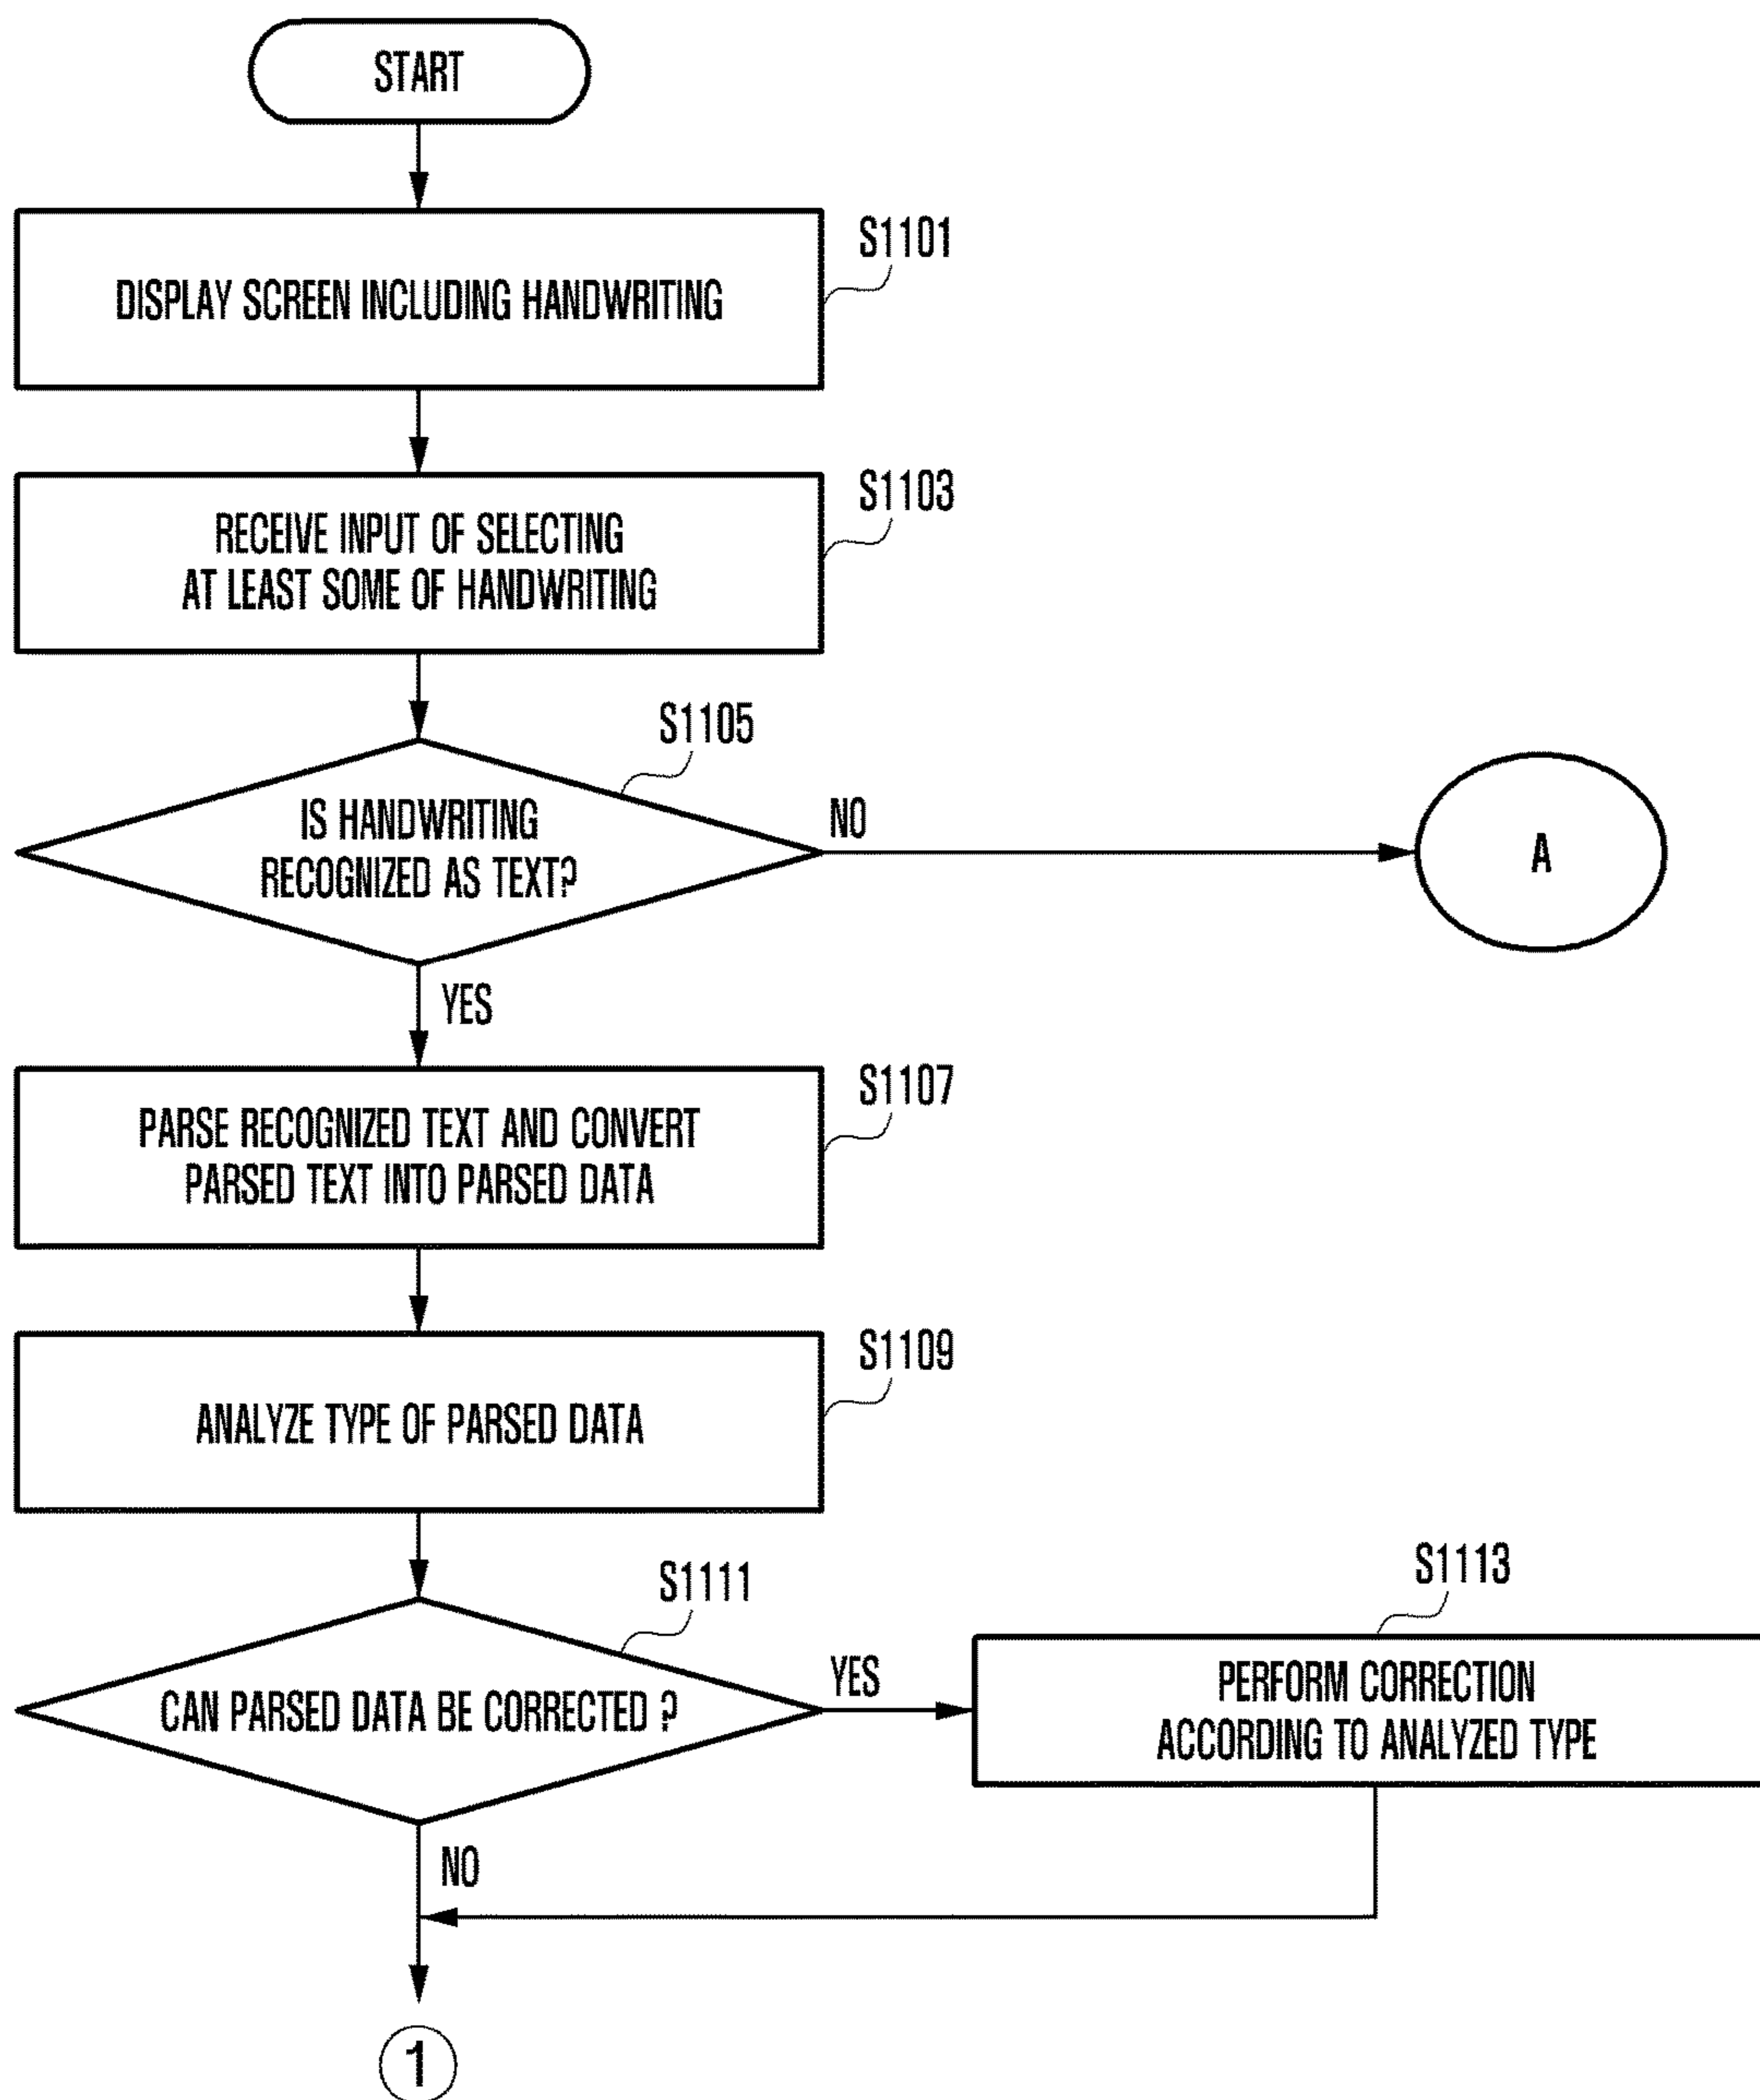 START
S1101
DISPLAY SCREEN INCLUDING HANDWRITING
S1103
RECEIVE INPUT OF SELECTING
AT LEAST SOME OF HANDWRITING
S1105
IS HANDWRITING
RECOGNIZED AS TEXT?
NO
A
YES
S1107
PARSE RECOGNIZED TEXT AND CONVERT
PARSED TEXT INTO PARSED DATA
S1109
ANALYZE TYPE OF PARSED DATA
S1111
CAN PARSED DATA BE CORRECTED ?
YES
S1113
PERFORM CORRECTION
ACCORDING TO ANALYZED TYPE
NO
1